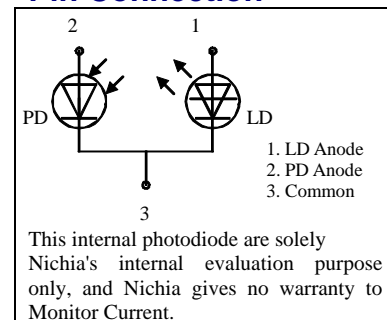 Pin Connection
2 1
PD LD
1. LD Anode
2. PD Anode
3. Common
3
This internal photodiode are solely
Nichia's internal evaluation purpose
only, and Nichia gives no warranty to
Monitor Current.